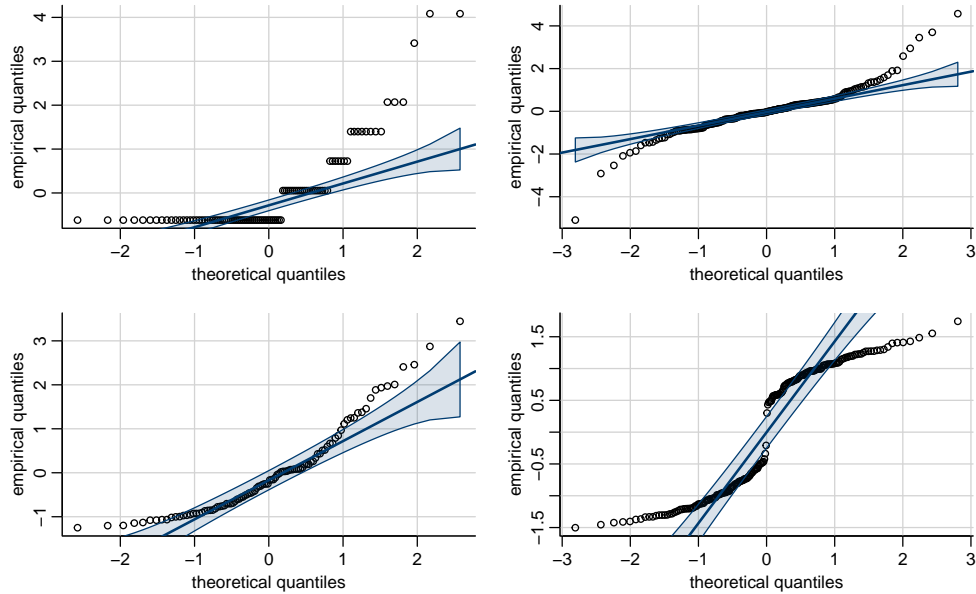 4
3
2
1
0
empirical quantiles
−2 −1 0 1 2
theoretical quantiles
4
2
0
−2
−4
empirical quantiles
−3 −2 −1 0 1 2 3
theoretical quantiles
3
2
1
0
−1
empirical quantiles
−2 −1 0 1 2
theoretical quantiles
1.5
0.5
−0.5
−1.5
empirical quantiles
−3 −2 −1 0 1 2 3
theoretical quantiles